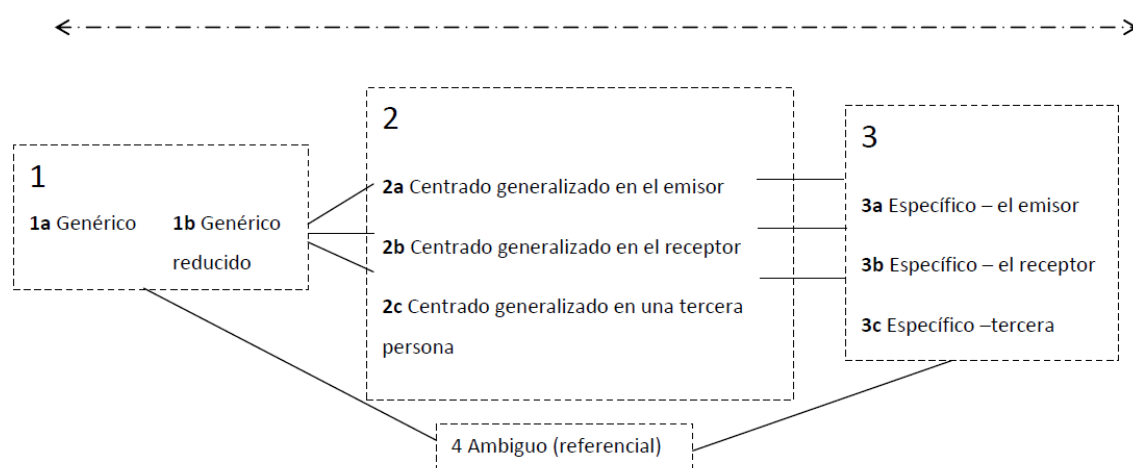 1
1a Genérico
1b Genérico
reducido
2
2a Centrado generalizado en el emisor
2b Centrado generalizado en el receptor
2c Centrado generalizado en una tercera
persona
3
3a Específico – el emisor
3b Específico – el receptor
3c Específico –tercera
4 Ambiguo (referencial)